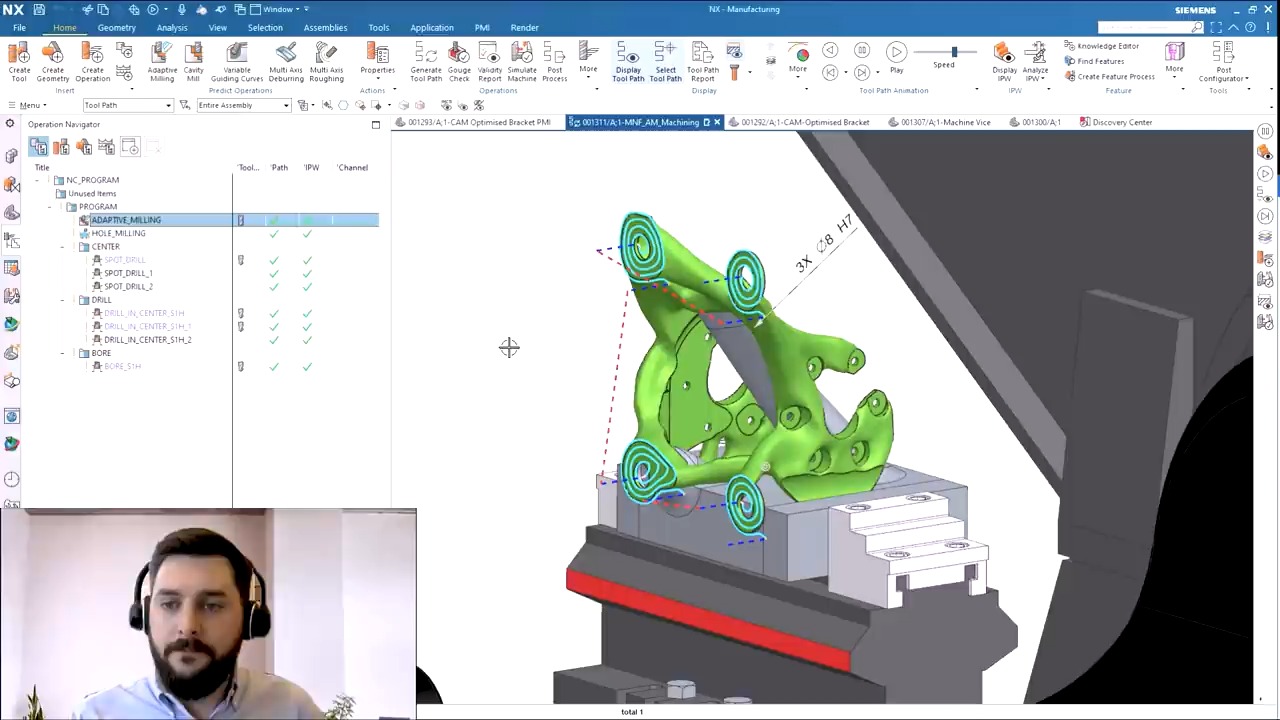 NX
Window
NX - Manufacturing
SIEMENS
File Home Geometry Analysis View Selection Assemblies Tools Application PMI Render
Create Tool
Create Geometry
Create Operation
Adaptive Milling
Cavity Mill
Variable Guiding Curves
Multi Axis Deburring
Multi Axis Roughing
Properties
Generate Tool Path
Gouge Check
Validity Report
Simulate Machine
Post Process
More
Display Tool Path
Select Tool Path
Tool Path Report
More
Play
Speed
Display IPW
Analyze IPW
Knowledge Editor
Find Features
Create Feature Process
More
Post Configurator
Insert
Predict Operations
Actions
Operations
Display
Tool Path Animation
IPW
Feature
Tools
Menu
Tool Path
Entire Assembly
Operation Navigator
001293/A;1-CAM Optimised Bracket PMI
001311/A;1-MNF_AM_Machining
001292/A;1-CAM-Optimised Bracket
001307/A;1-Machine Vice
001300/A;1
Discovery Center
Title Tool... Path IPW Channel
NC_PROGRAM
Unused Items
PROGRAM
ADAPTIVE_MILLING
HOLE_MILLING
CENTER
SPOT_DRILL
SPOT_DRILL_1
SPOT_DRILL_2
DRILL
DRILL_IN_CENTER_S1H
DRILL_IN_CENTER_S1H_1
DRILL_IN_CENTER_S1H_2
BORE
BORE_S1H
3X Ø8 H7
total 1